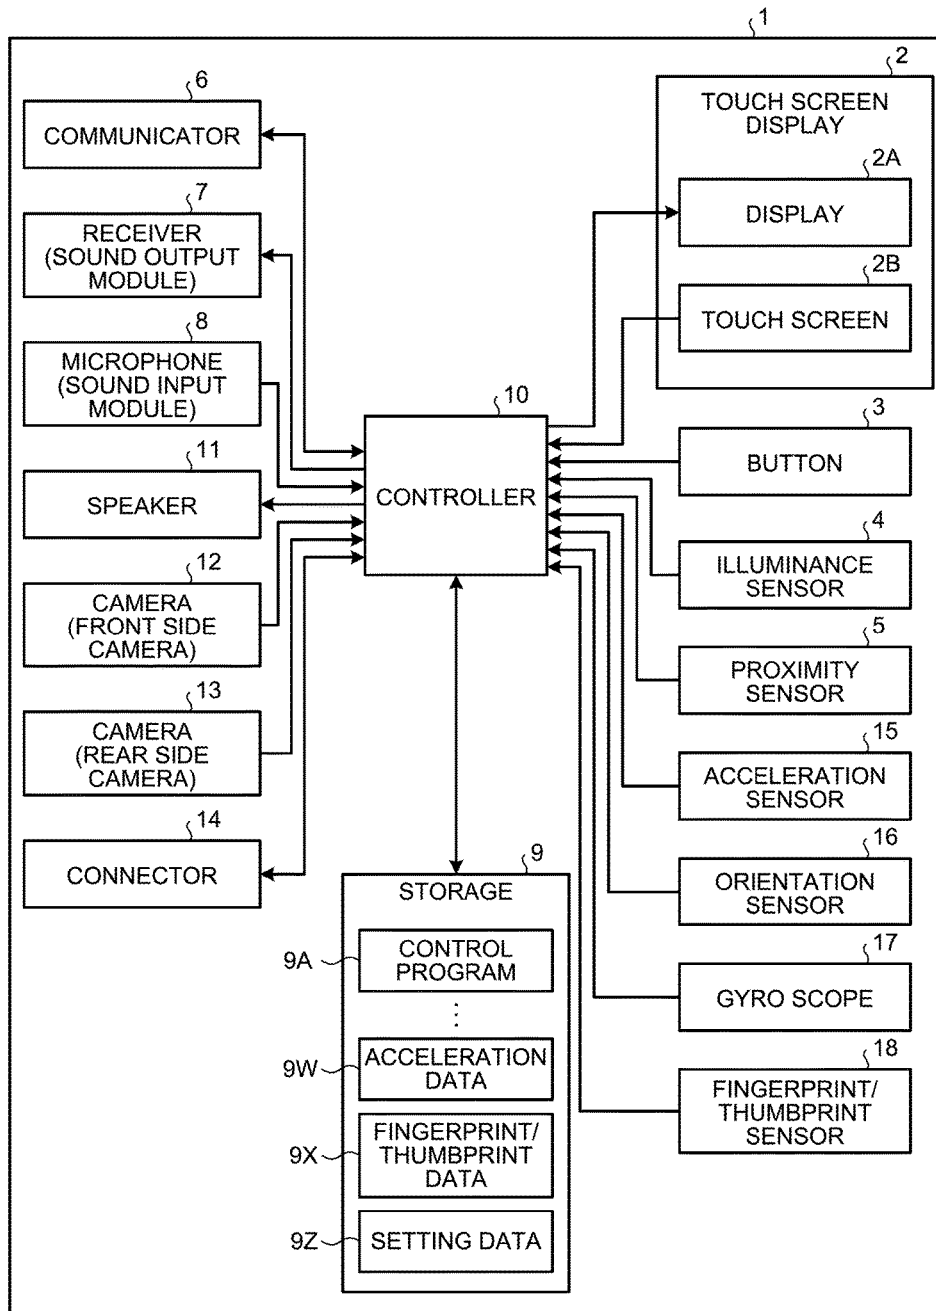 1
6
COMMUNICATOR
7
RECEIVER
(SOUND OUTPUT
MODULE)
8
MICROPHONE
(SOUND INPUT
MODULE)
11
SPEAKER
12
CAMERA
(FRONT SIDE
CAMERA)
13
CAMERA
(REAR SIDE
CAMERA)
14
CONNECTOR
10
CONTROLLER
9
STORAGE
9A
CONTROL
PROGRAM
9W
ACCELERATION
DATA
9X
FINGERPRINT/
THUMBPRINT
DATA
9Z
SETTING DATA
2
TOUCH SCREEN
DISPLAY
2A
DISPLAY
2B
TOUCH SCREEN
3
BUTTON
4
ILLUMINANCE
SENSOR
5
PROXIMITY
SENSOR
15
ACCELERATION
SENSOR
16
ORIENTATION
SENSOR
17
GYRO SCOPE
18
FINGERPRINT/
THUMBPRINT
SENSOR